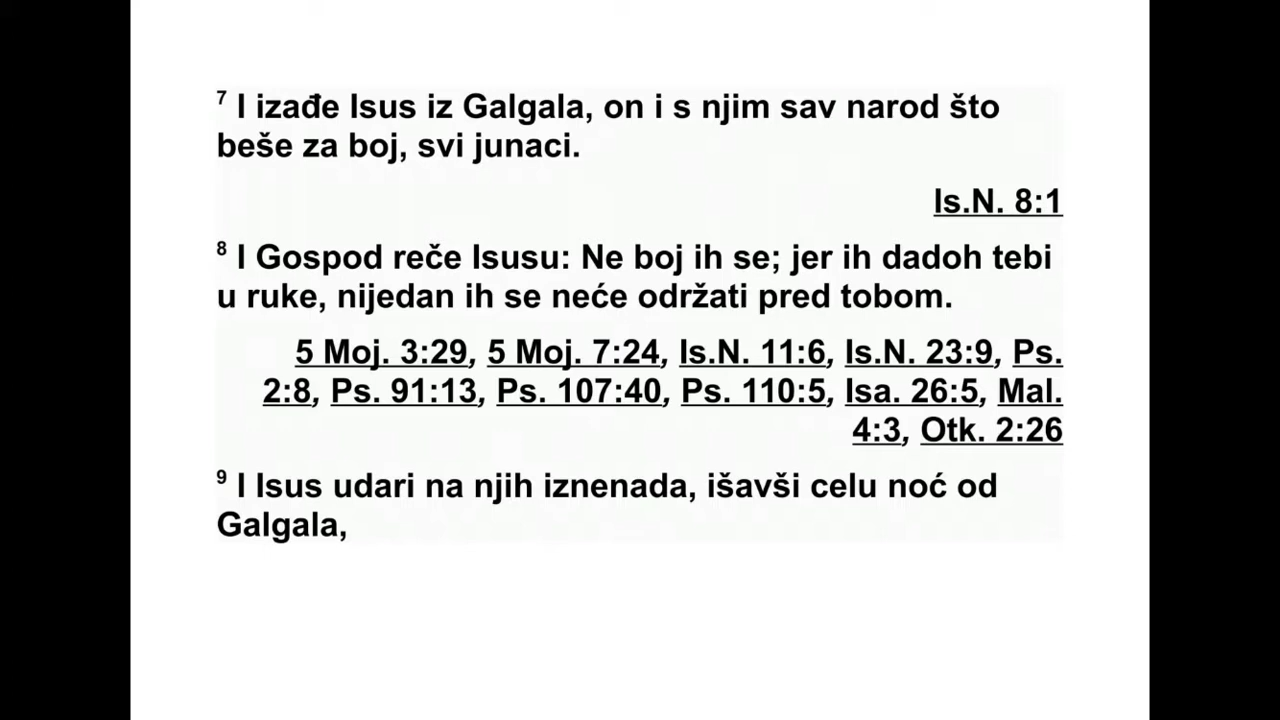 7 I izađe Isus iz Galgala, on i s njim sav narod što
beše za boj, svi junaci.
Is.N. 8:1
8 I Gospod reče Isusu: Ne boj ih se; jer ih dadoh tebi
u ruke, nijedan ih se neće održati pred tobom.
5 Moj. 3:29, 5 Moj. 7:24, Is.N. 11:6, Is.N. 23:9, Ps.
2:8, Ps. 91:13, Ps. 107:40, Ps. 110:5, Isa. 26:5, Mal.
4:3, Otk. 2:26
9 I Isus udari na njih iznenada, išavši celu noć od
Galgala,